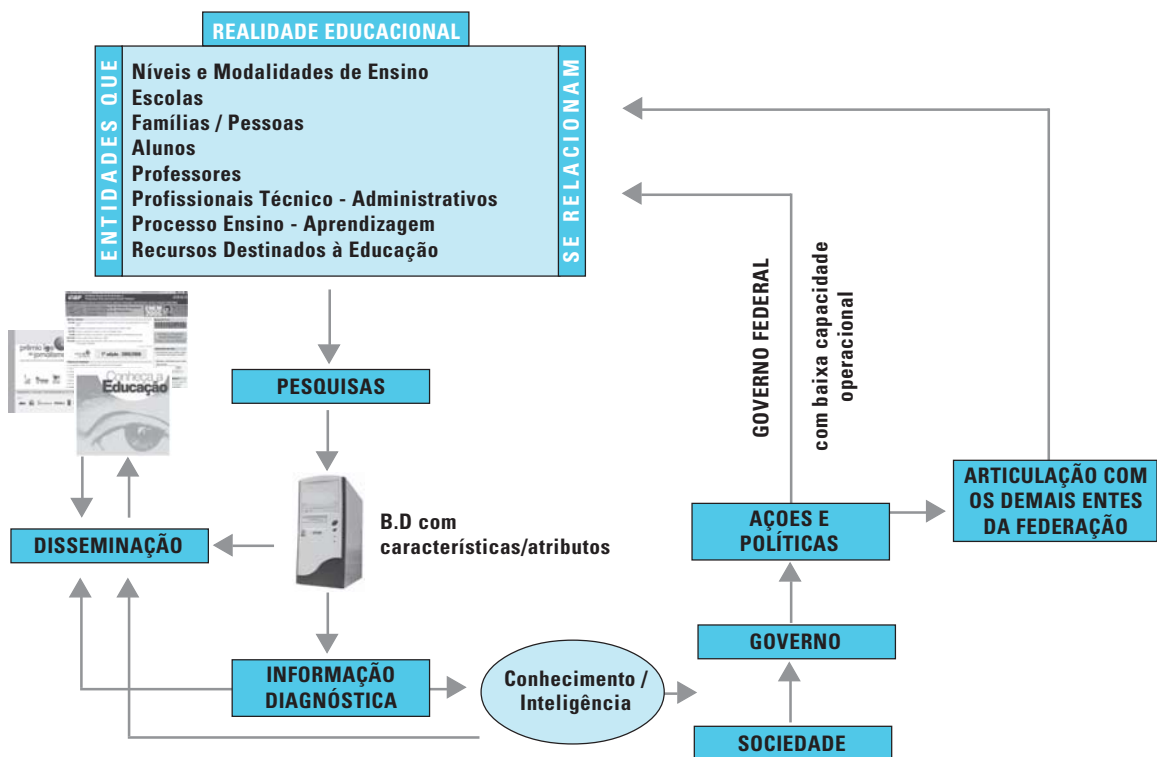 REALIDADE EDUCACIONAL
ENTIDADES QUE
Níveis e Modalidades de Ensino
Escolas
Famílias / Pessoas
Alunos
Professores
Profissionais Técnico - Administrativos
Processo Ensino - Aprendizagem
Recursos Destinados à Educação
SE RELACIONAM
Conheça a
Educação
PESQUISAS
B.D com
características/atributos
DISSEMINAÇÃO
INFORMAÇÃO
DIAGNÓSTICA
Conhecimento /
Inteligência
GOVERNO FEDERAL
com baixa capacidade
operacional
AÇOES E
POLÍTICAS
ARTICULAÇÃO COM
OS DEMAIS ENTES
DA FEDERAÇÃO
GOVERNO
SOCIEDADE